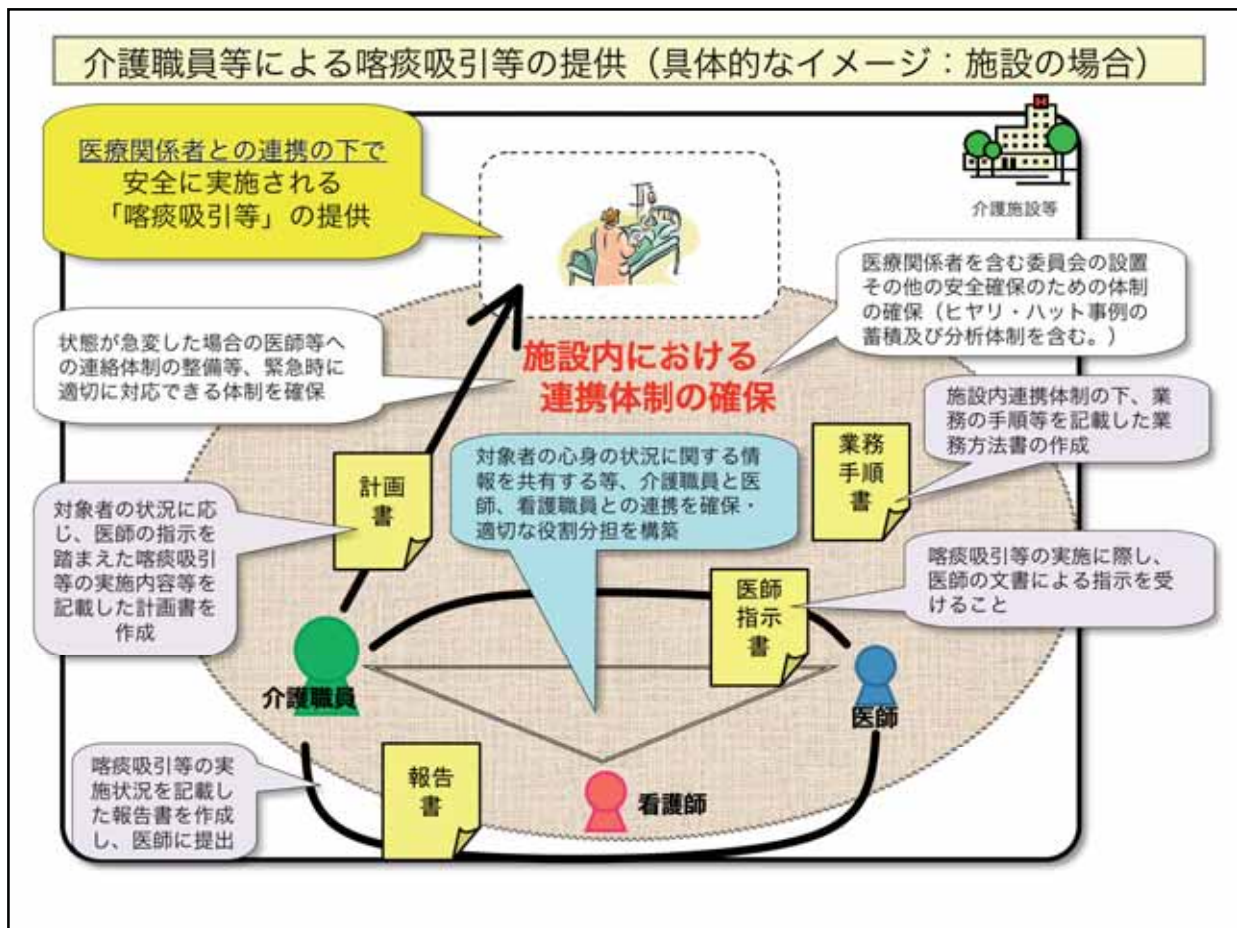 介護職員等による喀痰吸引等の提供（具体的なイメージ：施設の場合）
医療関係者との連携の下で
安全に実施される
「喀痰吸引等」の提供
介護施設等
医療関係者を含む委員会の設置
その他の安全確保のための体制
の確保（ヒヤリ・ハット事例の
蓄積及び分析体制を含む。）
状態が急変した場合の医師等へ
の連絡体制の整備等、緊急時に
適切に対応できる体制を確保
施設内における
連携体制の確保
施設内連携体制の下、業
務の手順等を記載した業
務方法書の作成
計画
書
対象者の心身の状況に関する情
報を共有する等、介護職員と医
師、看護職員との連携を確保・
適切な役割分担を構築
業務
手順
書
対象者の状況に応
じ、医師の指示を
踏まえた喀痰吸引
等の実施内容等を
記載した計画書を
作成
医師
指示
書
喀痰吸引等の実施に際し、
医師の文書による指示を受
けること
介護職員
医師
喀痰吸引等の実
施状況を記載し
た報告書を作成
し、医師に提出
報告
書
看護師